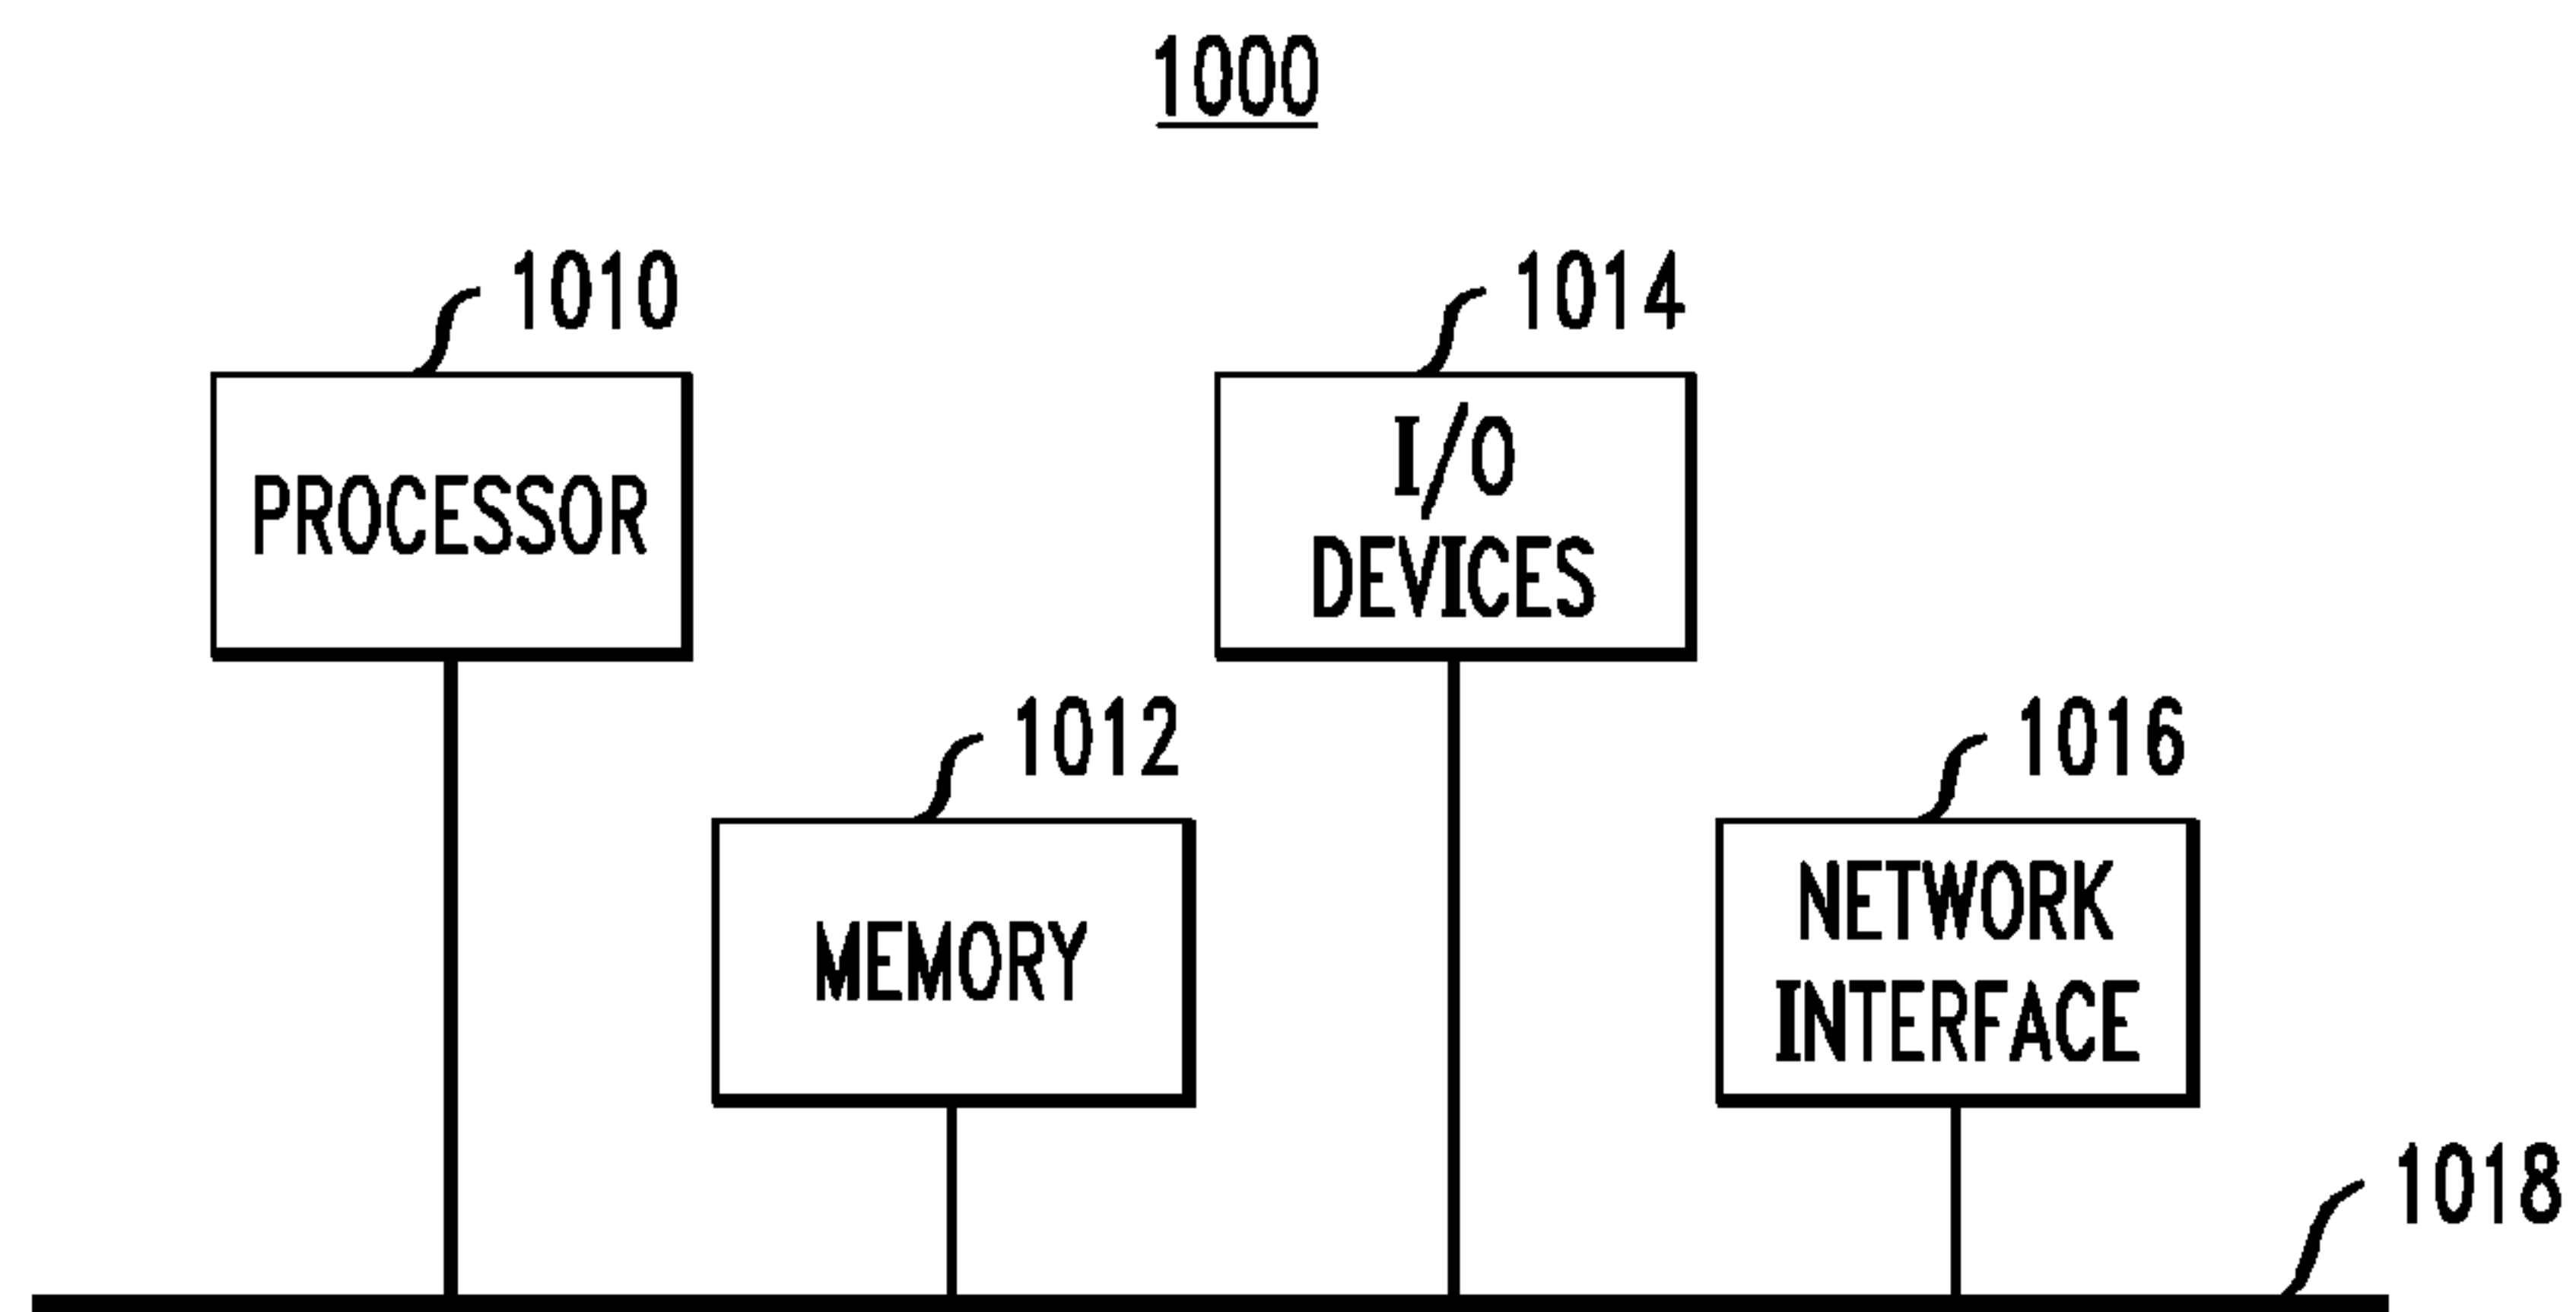 1000
1010
1014
PROCESSOR
I/O
DEVICES
1012
1016
MEMORY
NETWORK
INTERFACE
1018